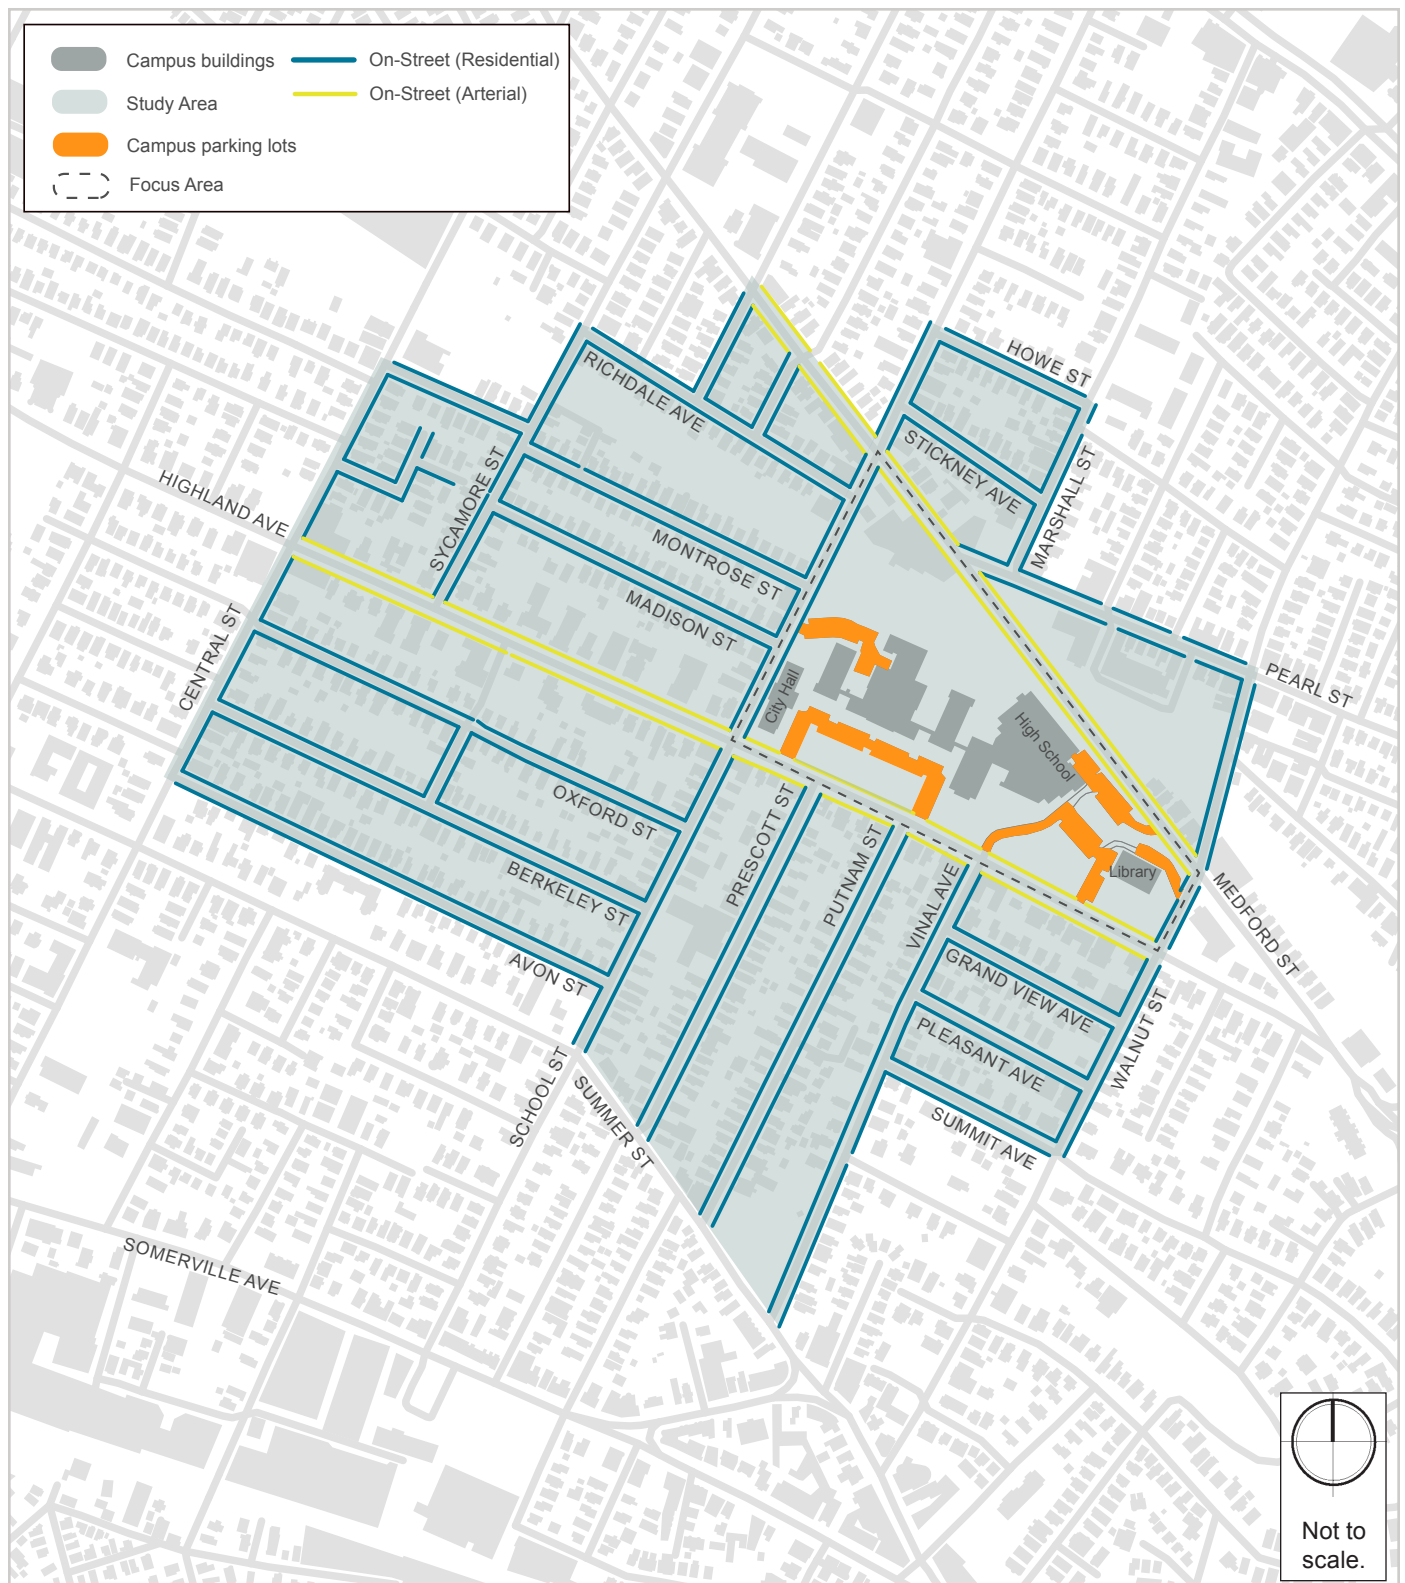 Campus buildings
On-Street (Residential)
Study Area
On-Street (Arterial)
Campus parking lots
Focus Area
HOWE ST
RICHDALE AVE
STICKNEY AVE
MARSHALL ST
HIGHLAND AVE
SYCAMORE ST
MONTROSE ST
MADISON ST
CENTRAL ST
PEARL ST
City Hall
High School
OXFORD ST
PRESCOTT ST
PUTNAM ST
VINAL AVE
Library
MEDFORD ST
BERKELEY ST
AVON ST
GRAND VIEW AVE
PLEASANT AVE
WALNUT ST
SUMMIT AVE
SCHOOL ST
SUMMER ST
SOMERVILLE AVE
Not to
scale.